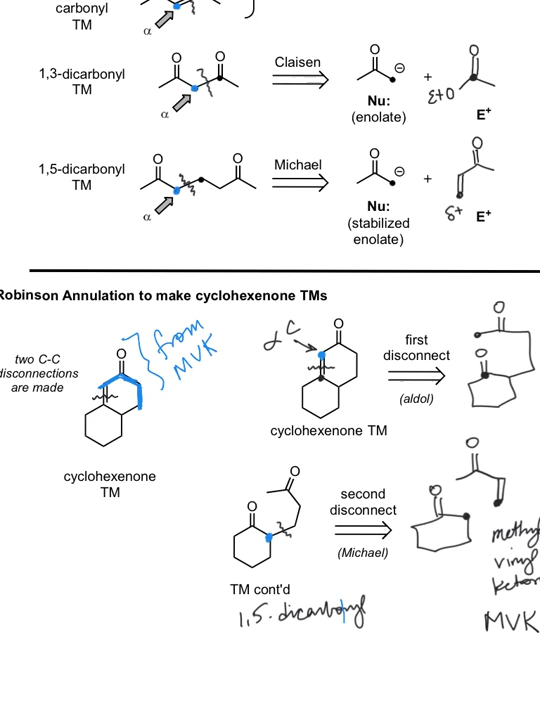 carbonyl
TM
α
1,3-dicarbonyl
TM
O
O
α
Claisen
O
⊖
Nu:
(enolate)
+
O
EtO
E⁺
1,5-dicarbonyl
TM
O
O
α
Michael
O
⊖
Nu:
(stabilized
enolate)
+
O
δ+
E⁺
Robinson Annulation to make cyclohexenone TMs
two C-C
disconnections
are made
O
from
MVK
cyclohexenone
TM
α C
O
cyclohexenone TM
first
disconnect
(aldol)
O
O
O
O
TM cont'd
1,5-dicarbonyl
second
disconnect
(Michael)
O
O
methyl
vinyl
ketone
MVK